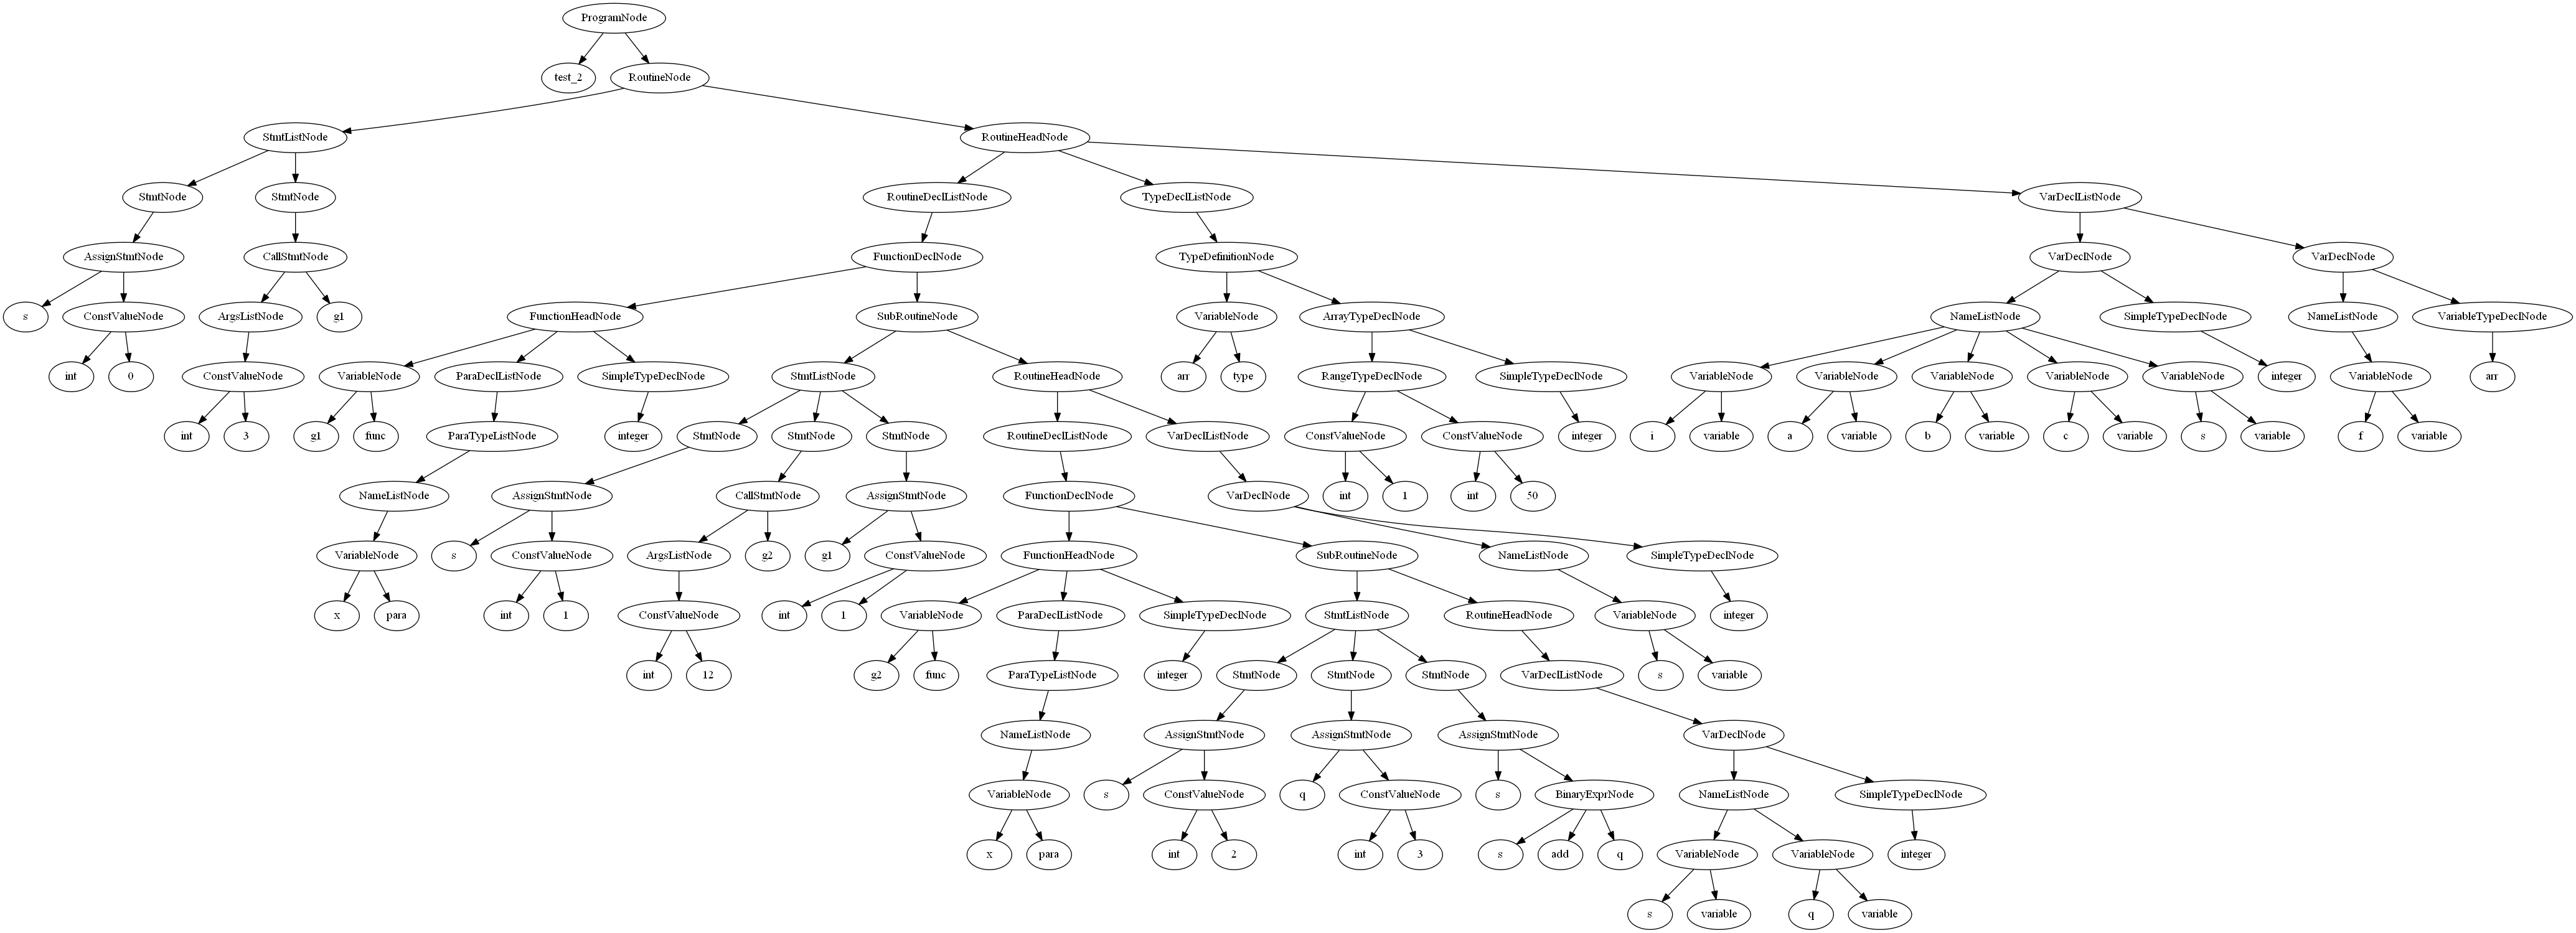 ProgramNode
test_2 RoutineNode
StmtListNode RoutineHeadNode
StmtNode StmtNode RoutineDeclListNode TypeDeclListNode VarDeclListNode
AssignStmtNode CallStmtNode FunctionDeclNode TypeDefinitionNode VarDeclNode VarDeclNode
s ConstValueNode ArgsListNode g1 FunctionHeadNode SubRoutineNode VariableNode ArrayTypeDeclNode NameListNode SimpleTypeDeclNode NameListNode VariableTypeDeclNode
int 0 ConstValueNode VariableNode ParaDeclListNode SimpleTypeDeclNode StmtListNode RoutineHeadNode arr type RangeTypeDeclNode SimpleTypeDeclNode VariableNode VariableNode VariableNode VariableNode VariableNode integer VariableNode arr
int 3 g1 func ParaTypeListNode integer StmtNode StmtNode StmtNode RoutineDeclListNode VarDeclListNode ConstValueNode ConstValueNode integer i variable a variable b variable c variable s variable f variable
NameListNode AssignStmtNode CallStmtNode AssignStmtNode FunctionDeclNode VarDeclNode int 1 int 50
VariableNode s ConstValueNode ArgsListNode g2 g1 ConstValueNode FunctionHeadNode SubRoutineNode NameListNode SimpleTypeDeclNode
x para int 1 ConstValueNode int 1 VariableNode ParaDeclListNode SimpleTypeDeclNode StmtListNode RoutineHeadNode VariableNode integer
int 12 g2 func ParaTypeListNode integer StmtNode StmtNode StmtNode VarDeclListNode s variable
NameListNode AssignStmtNode AssignStmtNode AssignStmtNode VarDeclNode
VariableNode s ConstValueNode q ConstValueNode s BinaryExprNode NameListNode SimpleTypeDeclNode
x para int 2 int 3 s add q VariableNode VariableNode integer
s variable q variable